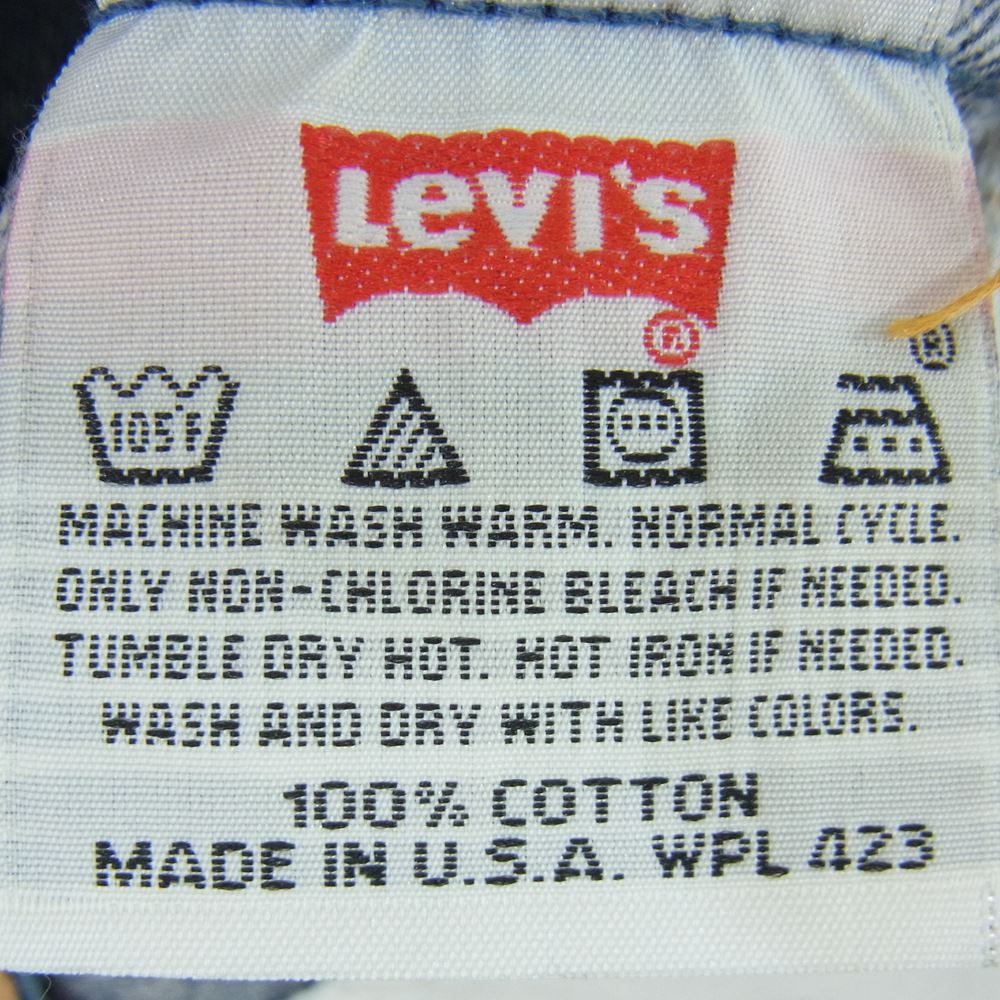 Levi's
®
®
105°F
MACHINE WASH WARM. NORMAL CYCLE.
ONLY NON-CHLORINE BLEACH IF NEEDED.
TUMBLE DRY HOT. HOT IRON IF NEEDED.
WASH AND DRY WITH LIKE COLORS.
100% COTTON
MADE IN U.S.A. WPL 423